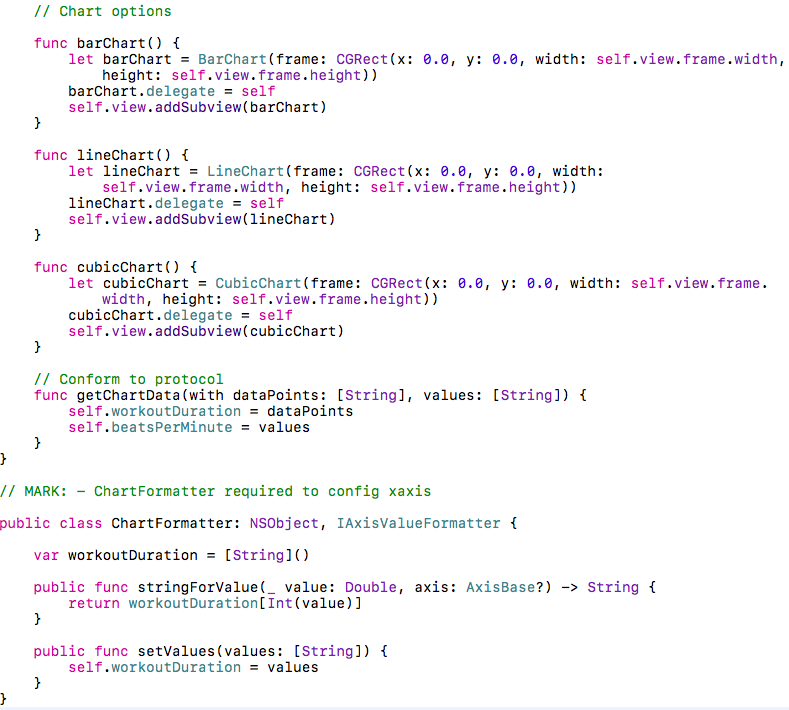 // Chart options
func barChart() {
let barChart = BarChart(frame: CGRect(x: 0.0, y: 0.0, width: self.view.frame.width,
height: self.view.frame.height))
barChart.delegate = self
self.view.addSubview(barChart)
}
func lineChart() {
let lineChart = LineChart(frame: CGRect(x: 0.0, y: 0.0, width:
self.view.frame.width, height: self.view.frame.height))
lineChart.delegate = self
self.view.addSubview(lineChart)
}
func cubicChart() {
let cubicChart = CubicChart(frame: CGRect(x: 0.0, y: 0.0, width: self.view.frame.
width, height: self.view.frame.height))
cubicChart.delegate = self
self.view.addSubview(cubicChart)
}
// Conform to protocol
func getChartData(with dataPoints: [String], values: [String]) {
self.workoutDuration = dataPoints
self.beatsPerMinute = values
}
}
// MARK: – ChartFormatter required to config xaxis
public class ChartFormatter: NSObject, IAxisValueFormatter {
var workoutDuration = [String]()
public func stringForValue(_ value: Double, axis: AxisBase?) –> String {
return workoutDuration[Int(value)]
}
public func setValues(values: [String]) {
self.workoutDuration = values
}
}